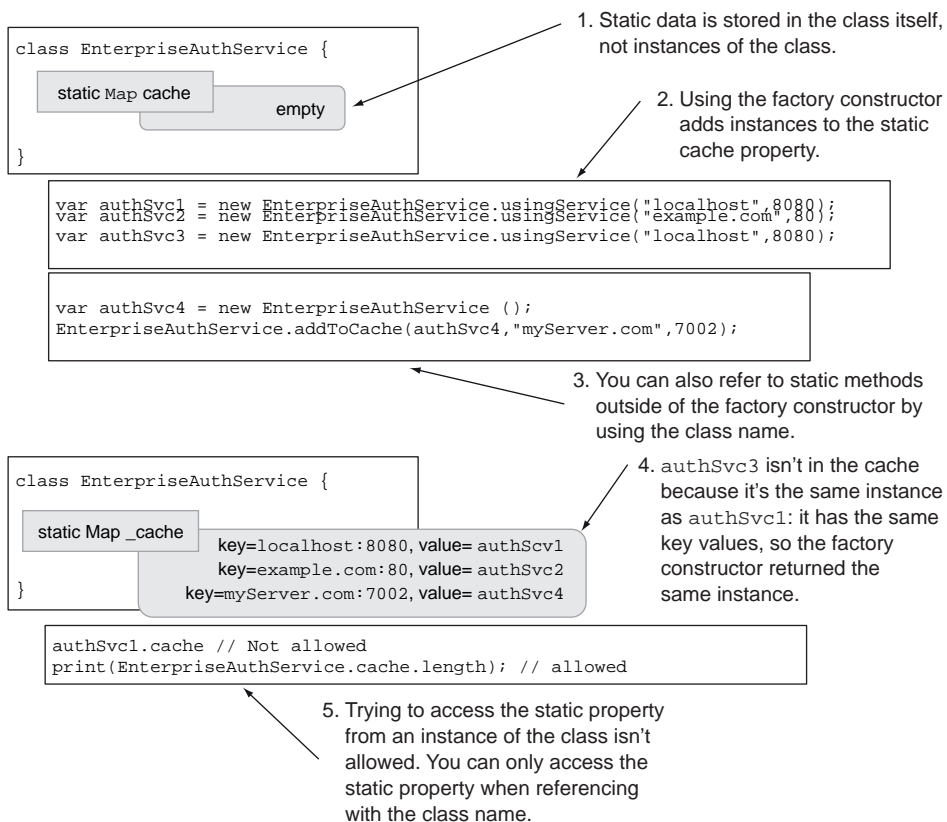 1. Static data is stored in the class itself,
not instances of the class.
class EnterpriseAuthService {
static Map cache
empty
}
2. Using the factory constructor
adds instances to the static
cache property.
var authSvc1 = new EnterpriseAuthService.usingService("localhost",8080);
var authSvc2 = new EnterpriseAuthService.usingService("example.com",80);
var authSvc3 = new EnterpriseAuthService.usingService("localhost",8080);
var authSvc4 = new EnterpriseAuthService ();
EnterpriseAuthService.addToCache(authSvc4,"myServer.com",7002);
3. You can also refer to static methods
outside of the factory constructor by
using the class name.
class EnterpriseAuthService {
static Map _cache
key=localhost:8080, value= authScv1
key=example.com:80, value= authSvc2
key=myServer.com:7002, value= authSvc4
}
4. authSvc3 isn't in the cache
because it's the same instance
as authSvc1: it has the same
key values, so the factory
constructor returned the
same instance.
authSvc1.cache // Not allowed
print(EnterpriseAuthService.cache.length); // allowed
5. Trying to access the static property
from an instance of the class isn't
allowed. You can only access the
static property when referencing
with the class name.